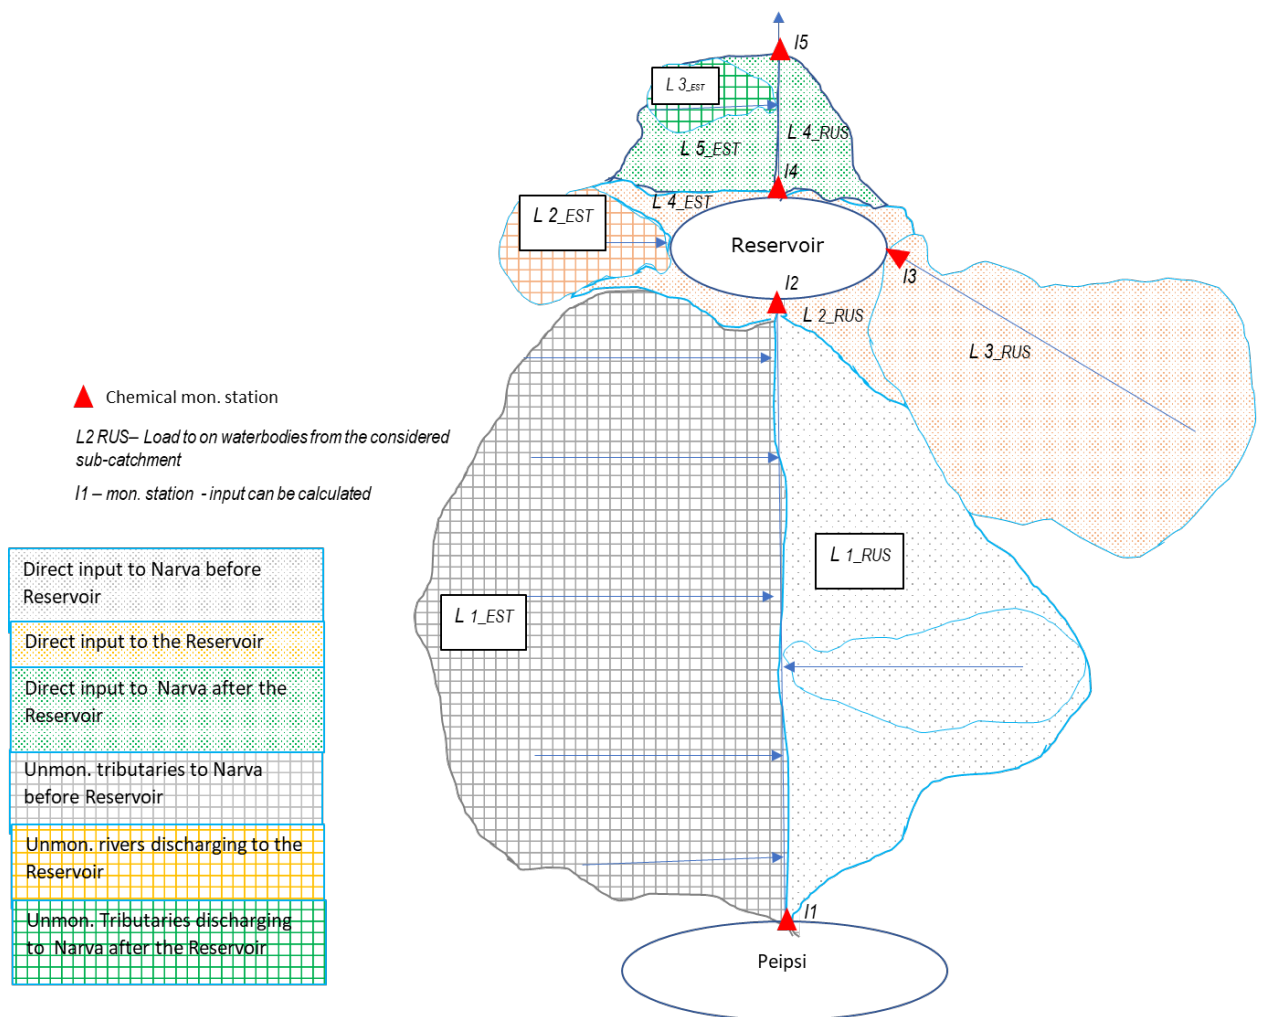 I5
L 3_EST
L 4_RUS
L 5_EST
I4
L 4_EST
L 2_EST
Reservoir
I3
I2
L 2_RUS
L 3_RUS
Chemical mon. station
L2 RUS– Load to on waterbodies from the considered
sub-catchment
I1 – mon. station - input can be calculated
L 1_RUS
L 1_EST
Direct input to Narva before
Reservoir
Direct input to the Reservoir
Direct input to Narva after the
Reservoir
Unmon. tributaries to Narva
before Reservoir
Unmon. rivers discharging to the
Reservoir
Unmon. Tributaries discharging
to Narva after the Reservoir
I1
Peipsi